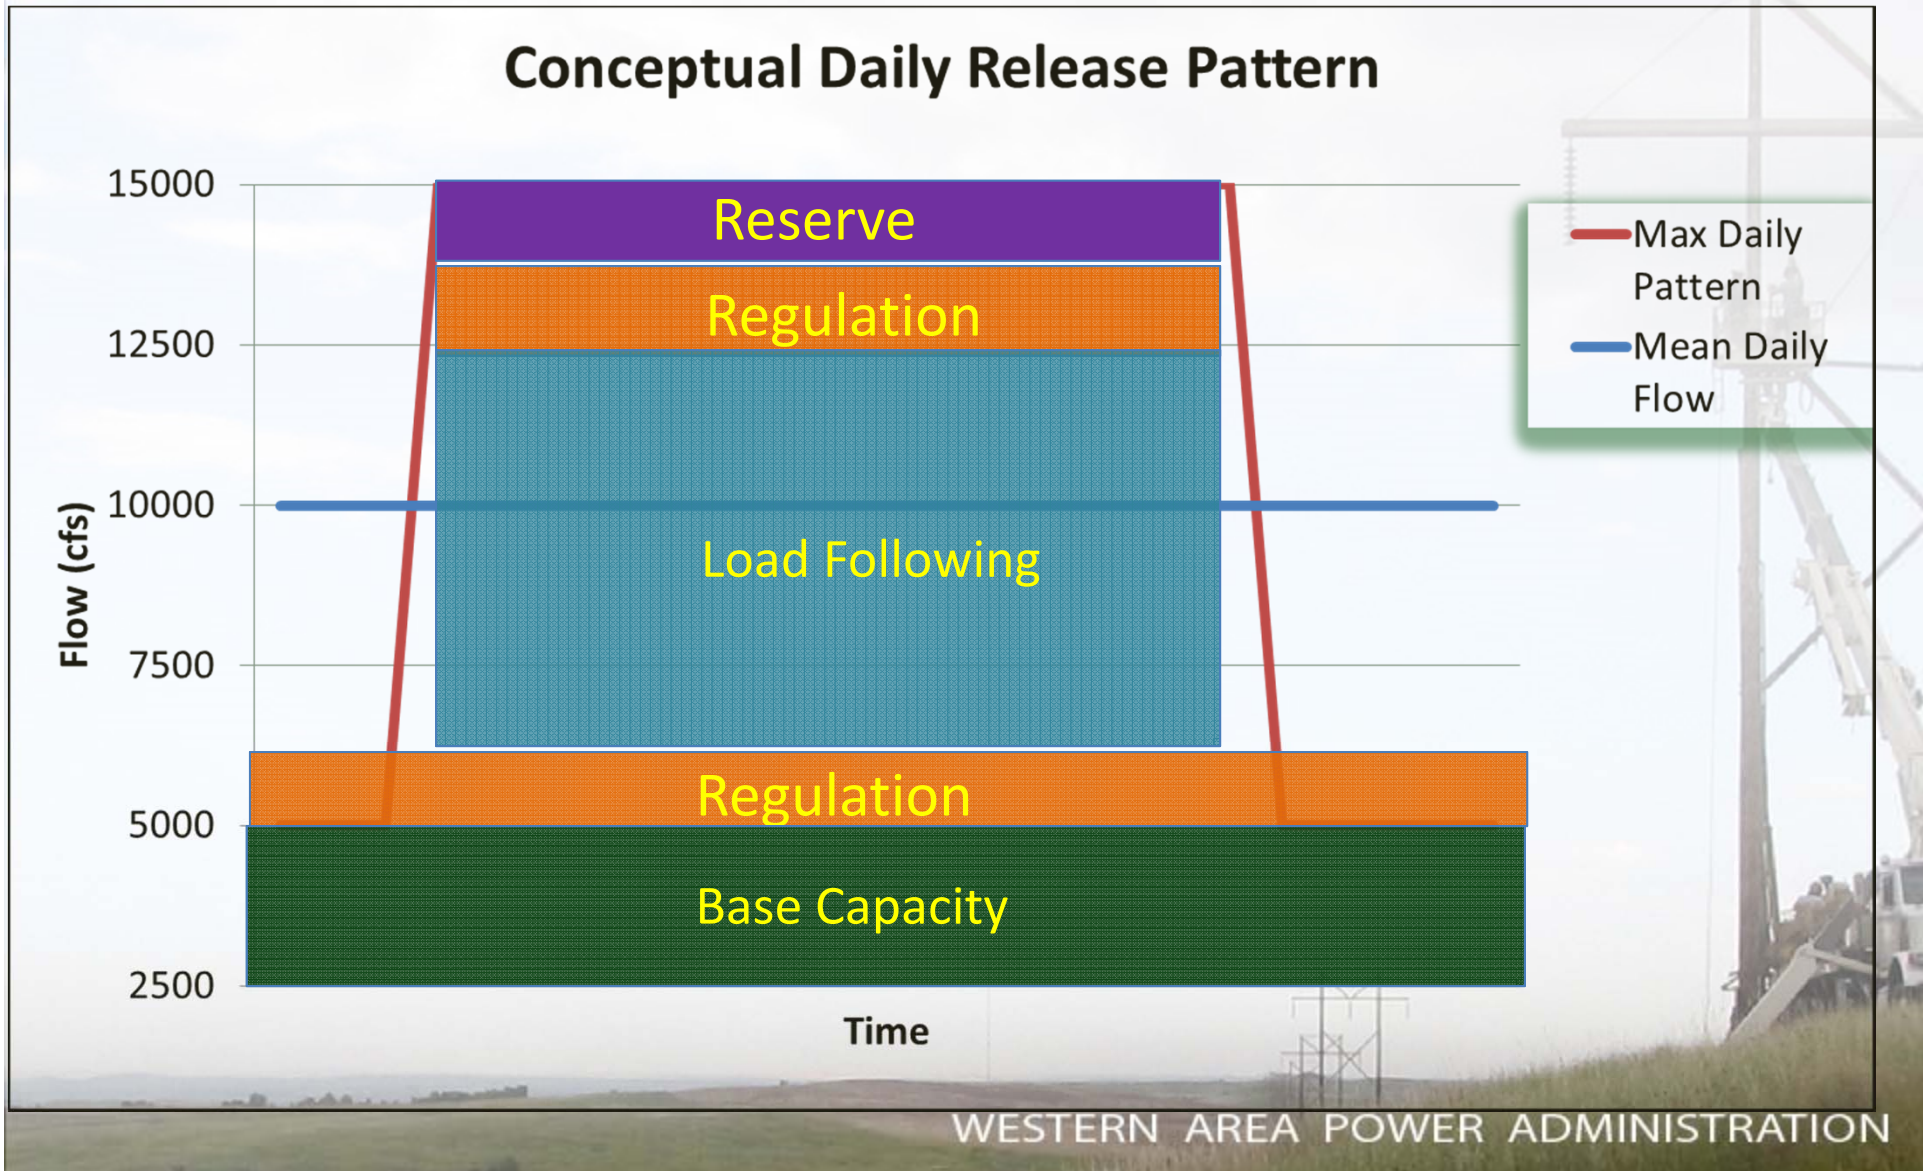 Conceptual Daily Release Pattern
15000
12500
10000
7500
5000
2500
Flow (cfs)
Reserve
Regulation
Load Following
Regulation
Base Capacity
Time
Max Daily
Pattern
Mean Daily
Flow
WESTERN AREA POWER ADMINISTRATION